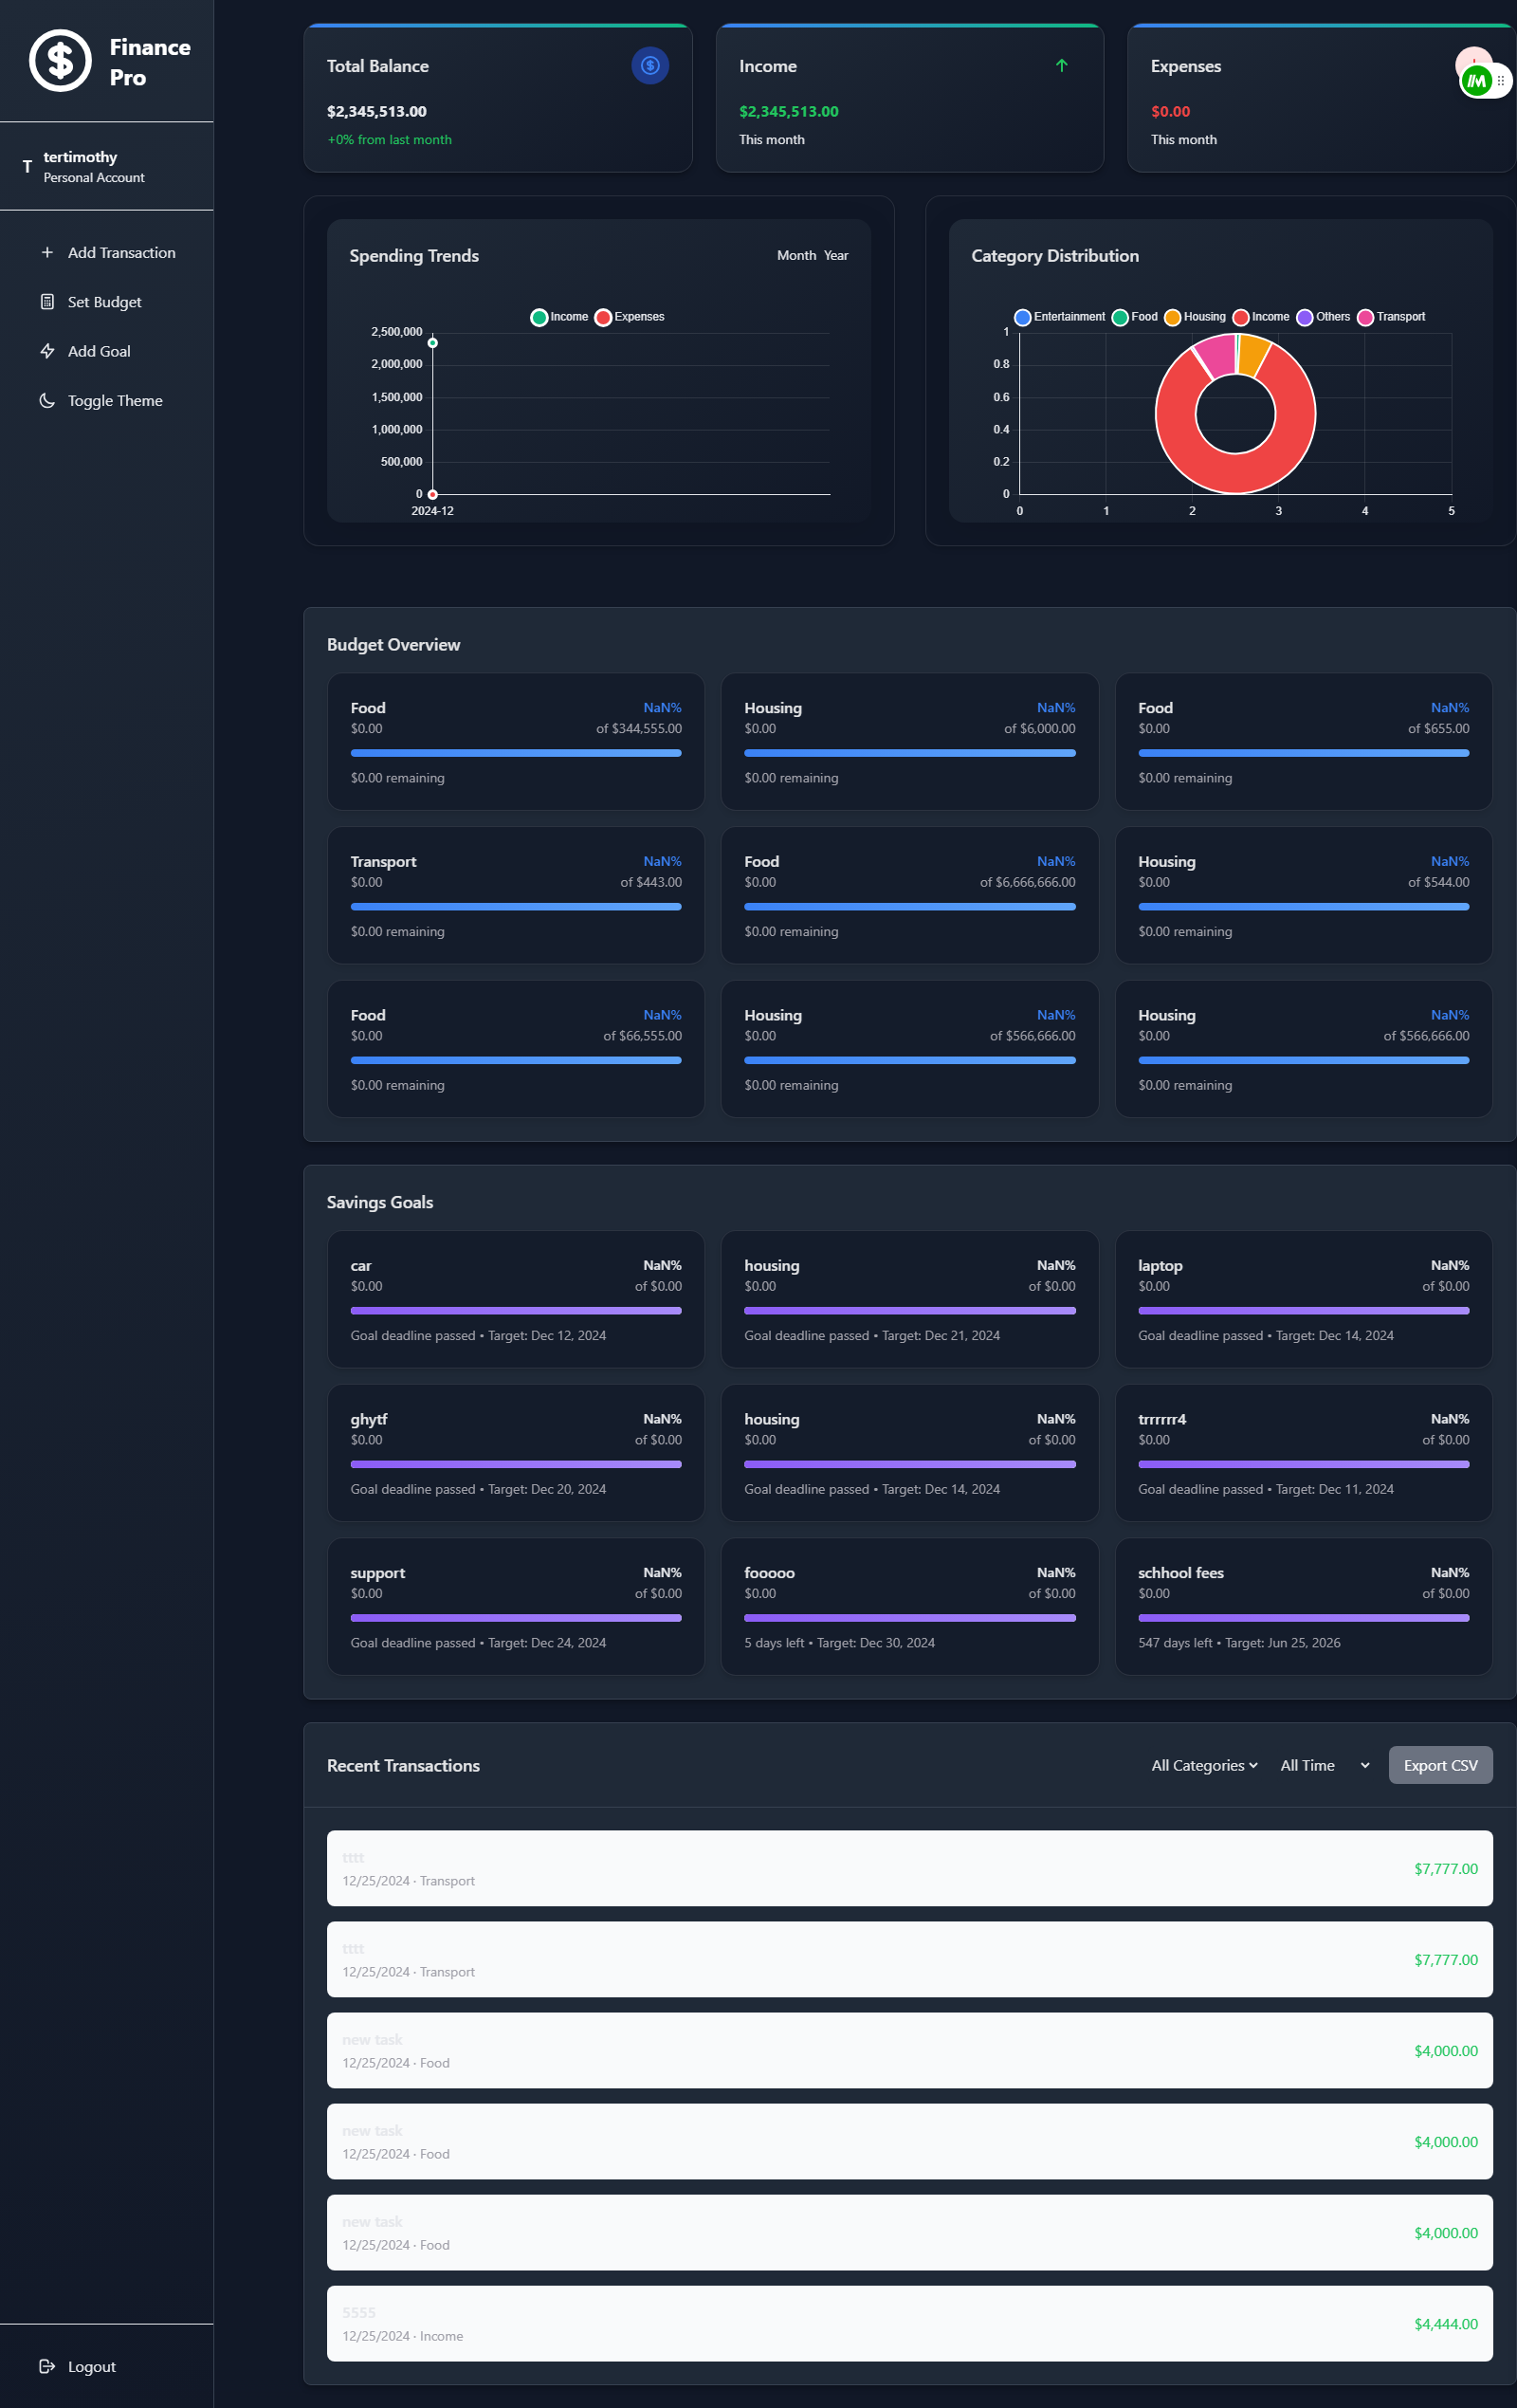 Finance
Pro
T
tertimothy
Personal Account
Add Transaction
Set Budget
Add Goal
Toggle Theme
Logout
Total Balance
$2,345,513.00
+0% from last month
Income
$2,345,513.00
This month
Expenses
$0.00
This month
Spending Trends
Month Year
Income Expenses
2,500,000
2,000,000
1,500,000
1,000,000
500,000
0
2024-12
Category Distribution
Entertainment Food Housing Income Others Transport
1
0.8
0.6
0.4
0.2
0
0 1 2 3 4 5
Budget Overview
Food NaN%
$0.00 of $344,555.00
$0.00 remaining
Housing NaN%
$0.00 of $6,000.00
$0.00 remaining
Food NaN%
$0.00 of $655.00
$0.00 remaining
Transport NaN%
$0.00 of $443.00
$0.00 remaining
Food NaN%
$0.00 of $6,666,666.00
$0.00 remaining
Housing NaN%
$0.00 of $544.00
$0.00 remaining
Food NaN%
$0.00 of $66,555.00
$0.00 remaining
Housing NaN%
$0.00 of $566,666.00
$0.00 remaining
Housing NaN%
$0.00 of $566,666.00
$0.00 remaining
Savings Goals
car NaN%
$0.00 of $0.00
Goal deadline passed • Target: Dec 12, 2024
housing NaN%
$0.00 of $0.00
Goal deadline passed • Target: Dec 21, 2024
laptop NaN%
$0.00 of $0.00
Goal deadline passed • Target: Dec 14, 2024
ghytf NaN%
$0.00 of $0.00
Goal deadline passed • Target: Dec 20, 2024
housing NaN%
$0.00 of $0.00
Goal deadline passed • Target: Dec 14, 2024
trrrrrr4 NaN%
$0.00 of $0.00
Goal deadline passed • Target: Dec 11, 2024
support NaN%
$0.00 of $0.00
Goal deadline passed • Target: Dec 24, 2024
fooooo NaN%
$0.00 of $0.00
5 days left • Target: Dec 30, 2024
schhool fees NaN%
$0.00 of $0.00
547 days left • Target: Jun 25, 2026
Recent Transactions
All Categories All Time Export CSV
tttt
12/25/2024 · Transport
$7,777.00
tttt
12/25/2024 · Transport
$7,777.00
new task
12/25/2024 · Food
$4,000.00
new task
12/25/2024 · Food
$4,000.00
new task
12/25/2024 · Food
$4,000.00
5555
12/25/2024 · Income
$4,444.00